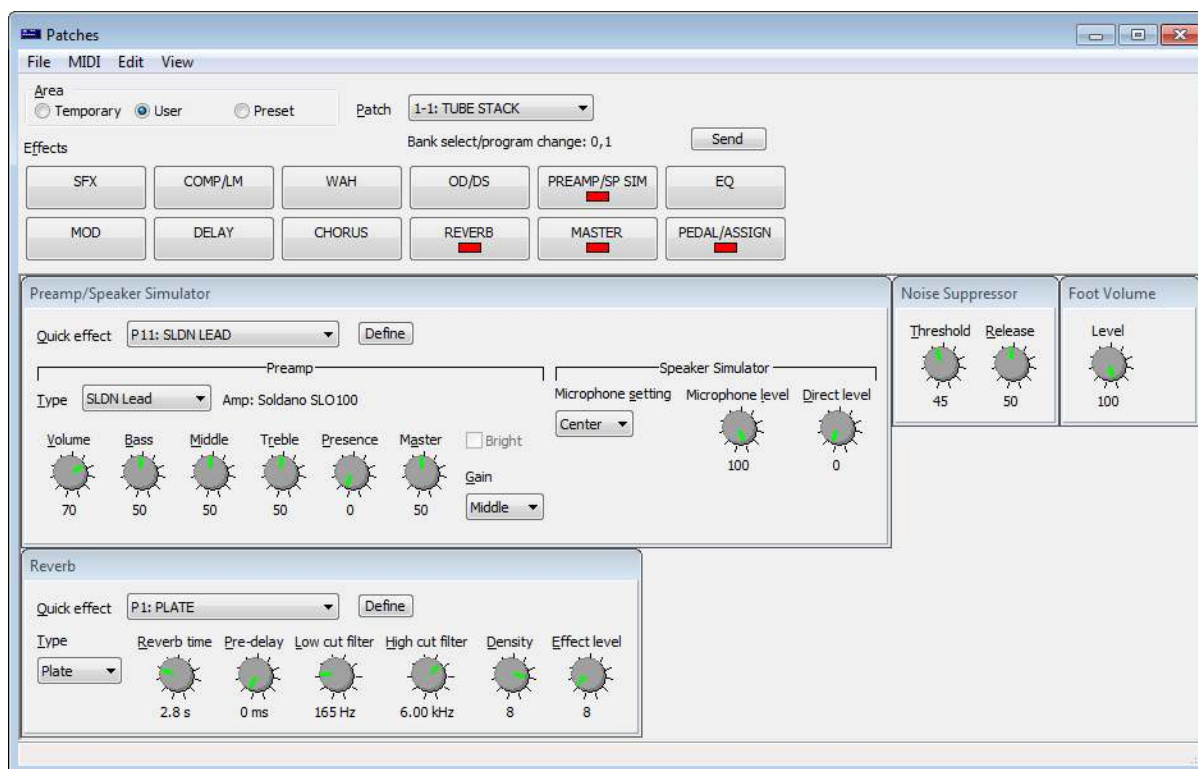 Patches
File MIDI Edit View
Area
Temporary User Preset
Patch 1-1: TUBE STACK
Bank select/program change: 0,1
Send
Effects
SFX COMP/LM WAH OD/DS PREAMP/SP SIM EQ
MOD DELAY CHORUS REVERB MASTER PEDAL/ASSIGN
Preamp/Speaker Simulator
Quick effect P11: SLDN LEAD Define
Preamp
Type SLDN Lead Amp: Soldano SLO100
Volume Bass Middle Treble Presence Master
70 50 50 50 0 50
Bright
Gain
Middle
Speaker Simulator
Microphone setting Microphone level Direct level
Center
100 0
Noise Suppressor
Threshold Release
45 50
Foot Volume
Level
100
Reverb
Quick effect P1: PLATE Define
Type Reverb time Pre-delay Low cut filter High cut filter Density Effect level
Plate
2.8 s 0 ms 165 Hz 6.00 kHz 8 8